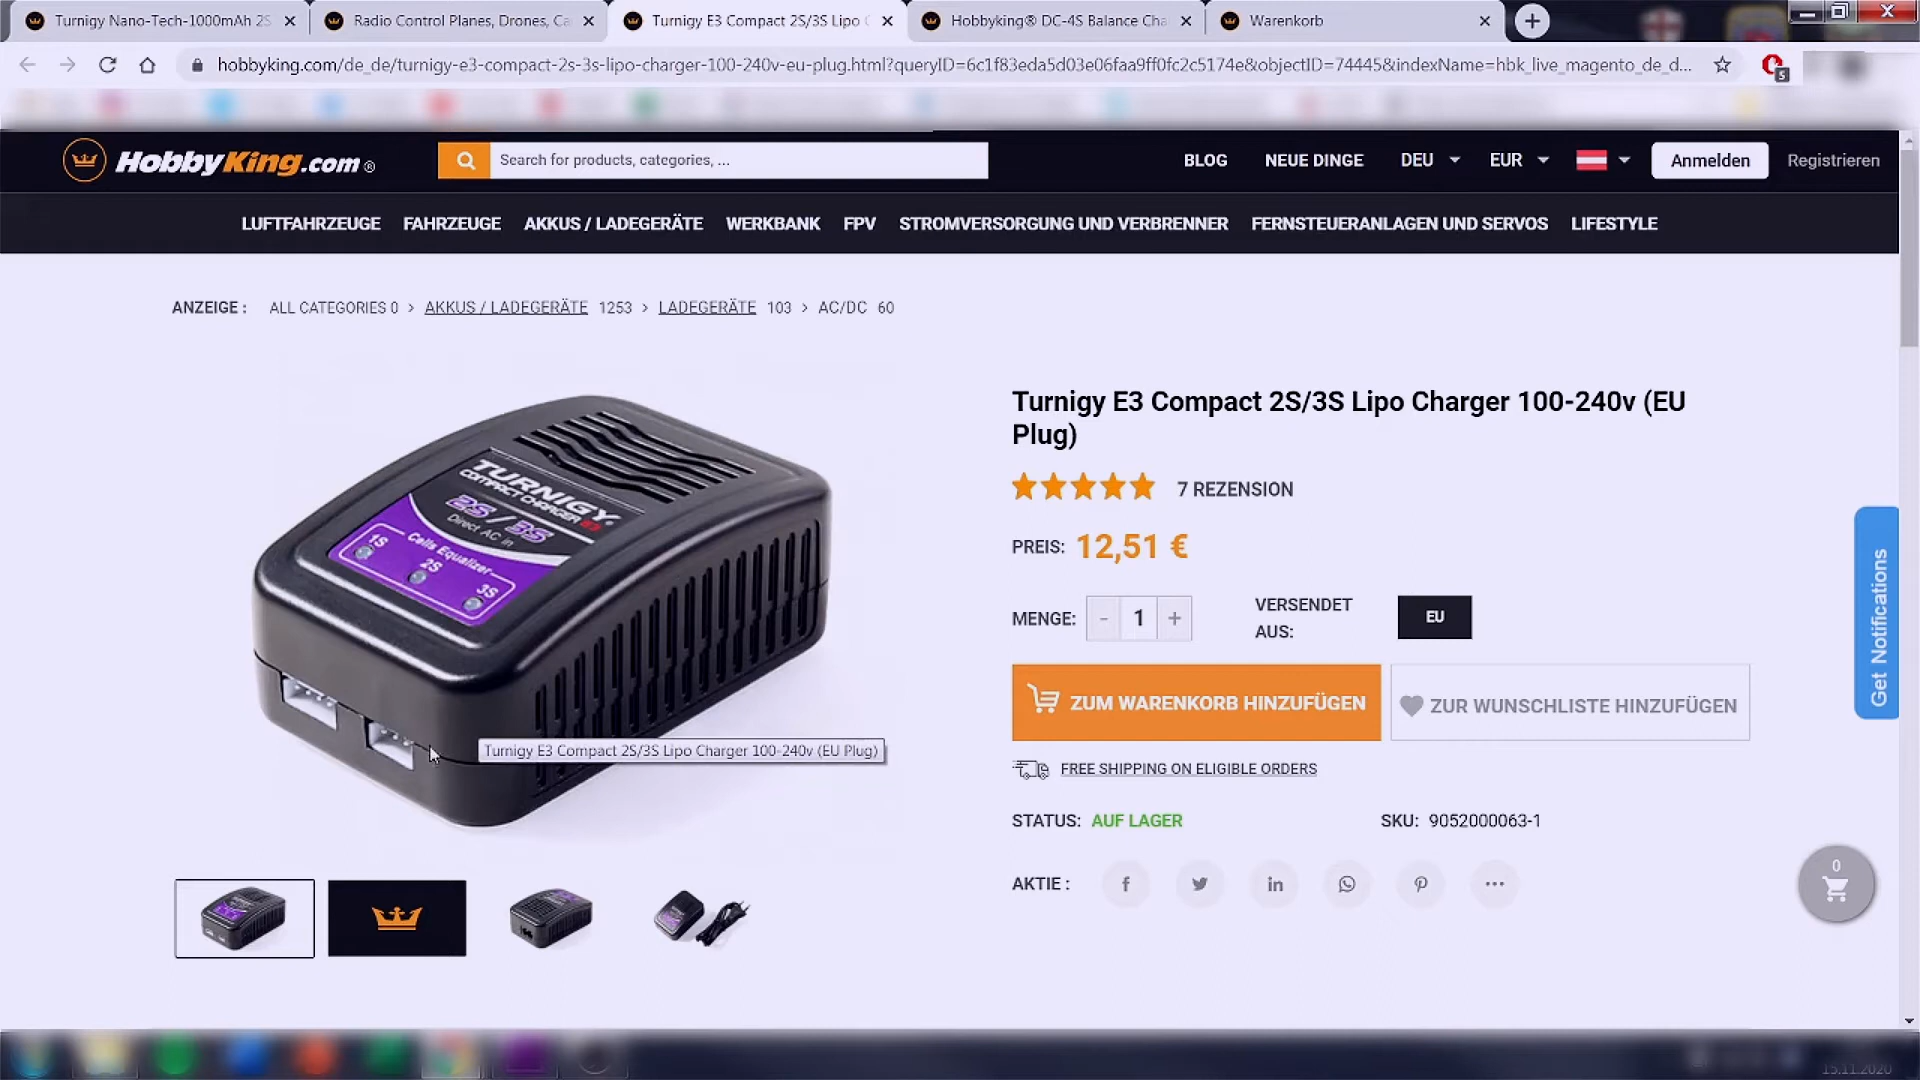 Turnigy Nano-Tech-1000mAh 2S
Radio Control Planes, Drones, Ca
Turnigy E3 Compact 2S/3S Lipo C
Hobbyking® DC-4S Balance Cha
Warenkorb
hobbyking.com/de_de/turnigy-e3-compact-2s-3s-lipo-charger-100-240v-eu-plug.html?queryID=6c1f83eda5d03e06faa9ff0fc2c5174e&objectID=74445&indexName=hbk_live_magento_de_d...
5
HobbyKing.com®
Search for products, categories, ...
BLOG
NEUE DINGE
DEU
EUR
Anmelden
Registrieren
LUFTFAHRZEUGE
FAHRZEUGE
AKKUS / LADEGERÄTE
WERKBANK
FPV
STROMVERSORGUNG UND VERBRENNER
FERNSTEUERANLAGEN UND SERVOS
LIFESTYLE
ANZEIGE : ALL CATEGORIES 0 > AKKUS / LADEGERÄTE 1253 > LADEGERÄTE 103 > AC/DC 60
TURNIGY
COMPACT CHARGER E3
2S/3S
Direct AC in
Cells Equalizer
1S
2S
3S
Turnigy E3 Compact 2S/3S Lipo Charger 100-240v (EU Plug)
Turnigy E3 Compact 2S/3S Lipo Charger 100-240v (EU
Plug)
7 REZENSION
PREIS: 12,51 €
MENGE: - 1 +
VERSENDET
AUS:
EU
ZUM WARENKORB HINZUFÜGEN
ZUR WUNSCHLISTE HINZUFÜGEN
FREE SHIPPING ON ELIGIBLE ORDERS
STATUS: AUF LAGER
SKU: 9052000063-1
AKTIE :
Get Notifications
0
15.11.2020